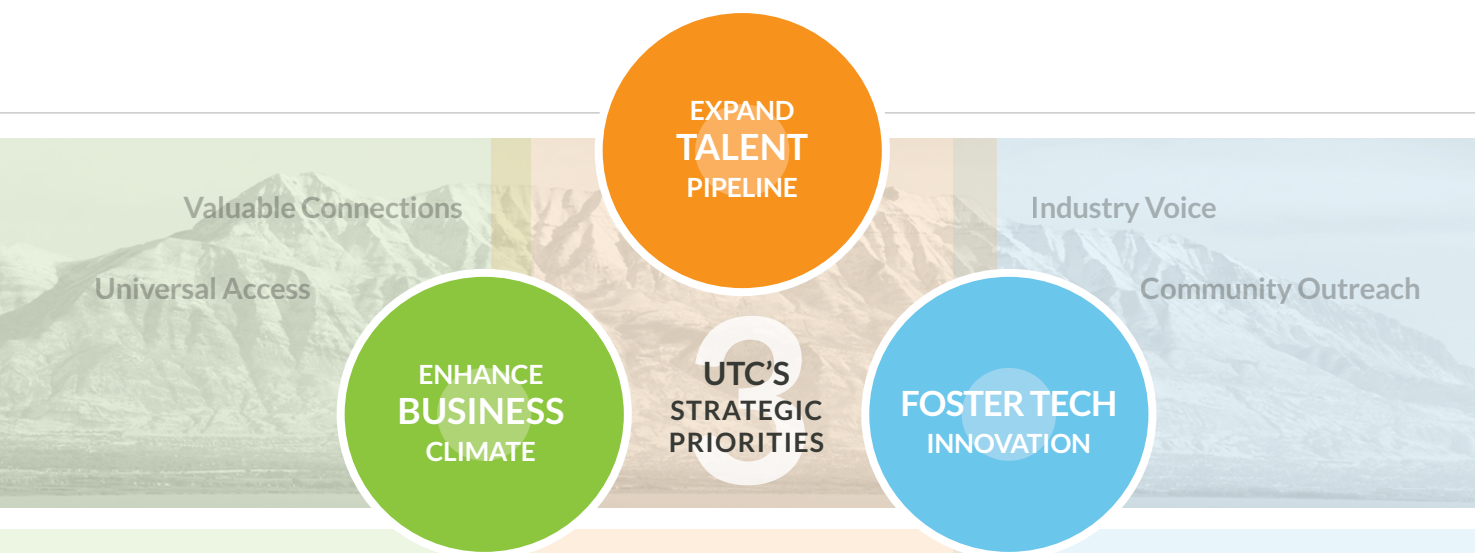 EXPAND
TALENT
PIPELINE
Valuable Connections
Industry Voice
Universal Access
Community Outreach
ENHANCE
BUSINESS
CLIMATE
3
UTC’S
STRATEGIC
PRIORITIES
FOSTER TECH
INNOVATION